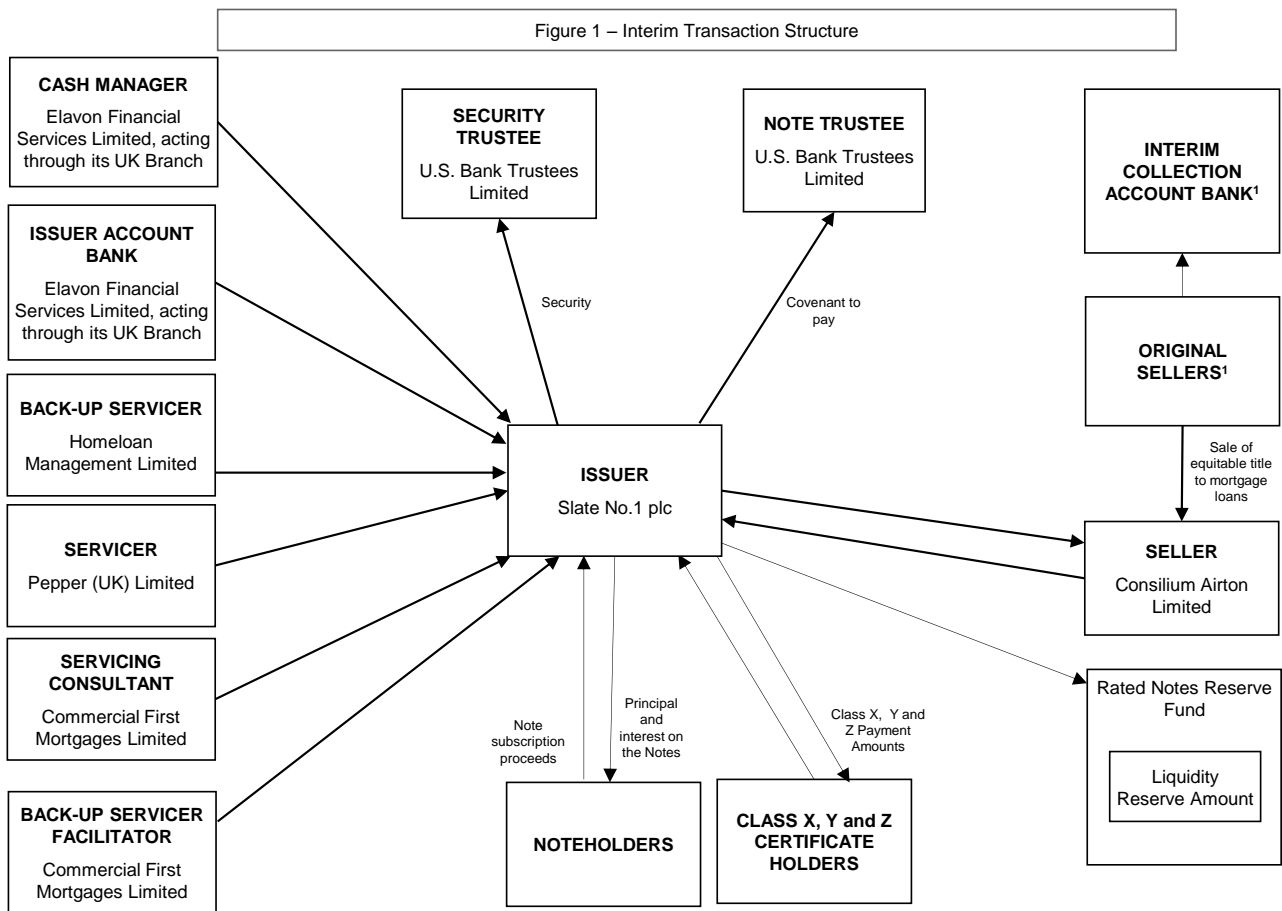 Figure 1 – Interim Transaction Structure
CASH MANAGER
Elavon Financial
Services Limited, acting
through its UK Branch
SECURITY
TRUSTEE
U.S. Bank Trustees
Limited
NOTE TRUSTEE
U.S. Bank Trustees
Limited
INTERIM
COLLECTION
ACCOUNT BANK¹
ISSUER ACCOUNT
BANK
Elavon Financial
Services Limited, acting
through its UK Branch
Security
Covenant to
pay
ORIGINAL
SELLERS¹
BACK-UP SERVICER
Homeloan
Management Limited
ISSUER
Slate No.1 plc
Sale of
equitable title
to mortgage
loans
SERVICER
Pepper (UK) Limited
SELLER
Consilium Airton
Limited
SERVICING
CONSULTANT
Commercial First
Mortgages Limited
Note
subscription
proceeds
Principal
and
interest on
the Notes
Class X, Y and
Z Payment
Amounts
Rated Notes Reserve
Fund
Liquidity
Reserve Amount
BACK-UP SERVICER
FACILITATOR
Commercial First
Mortgages Limited
NOTEHOLDERS
CLASS X, Y and Z
CERTIFICATE
HOLDERS